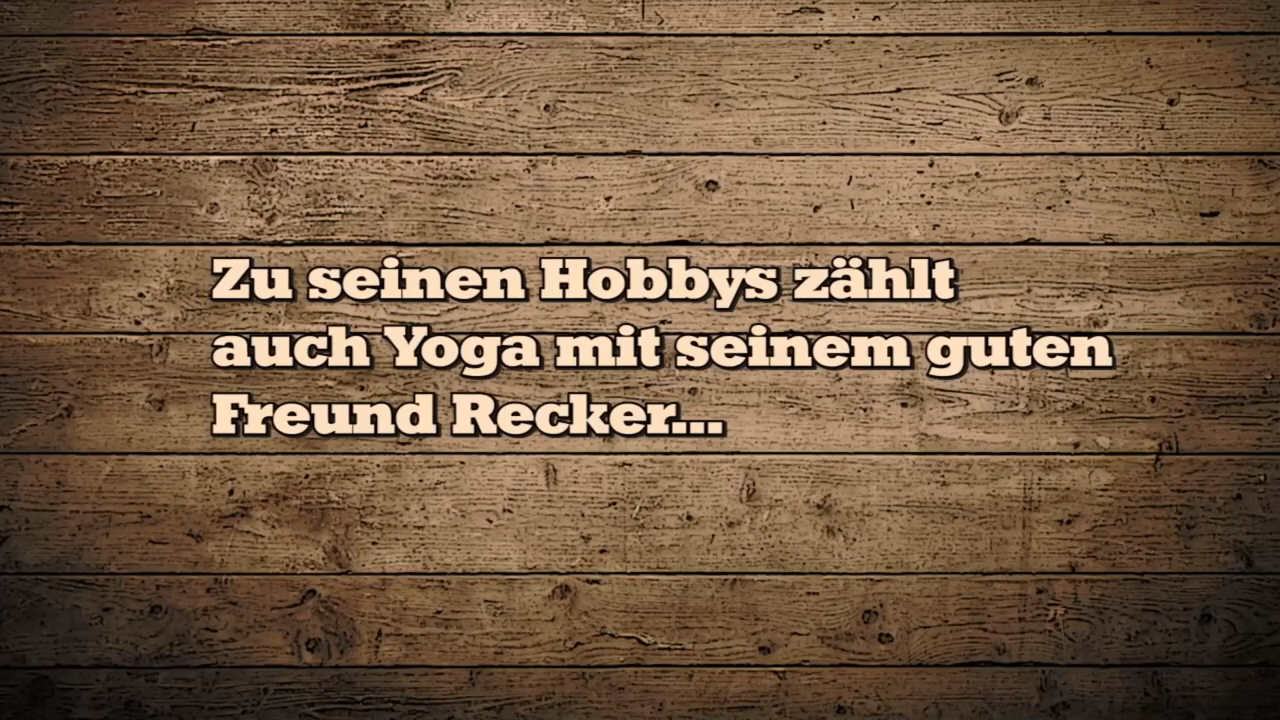 Zu seinen Hobbys zählt
auch Yoga mit seinem guten
Freund Recker...